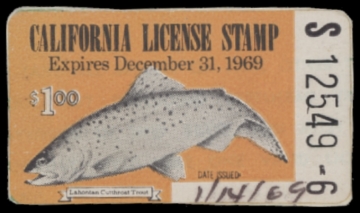 CALIFORNIA LICENSE STAMP
Expires December 31, 1969
$1.00
S 12549 -6
DATE ISSUED
1/14/69
Lahontan Cutthroat Trout